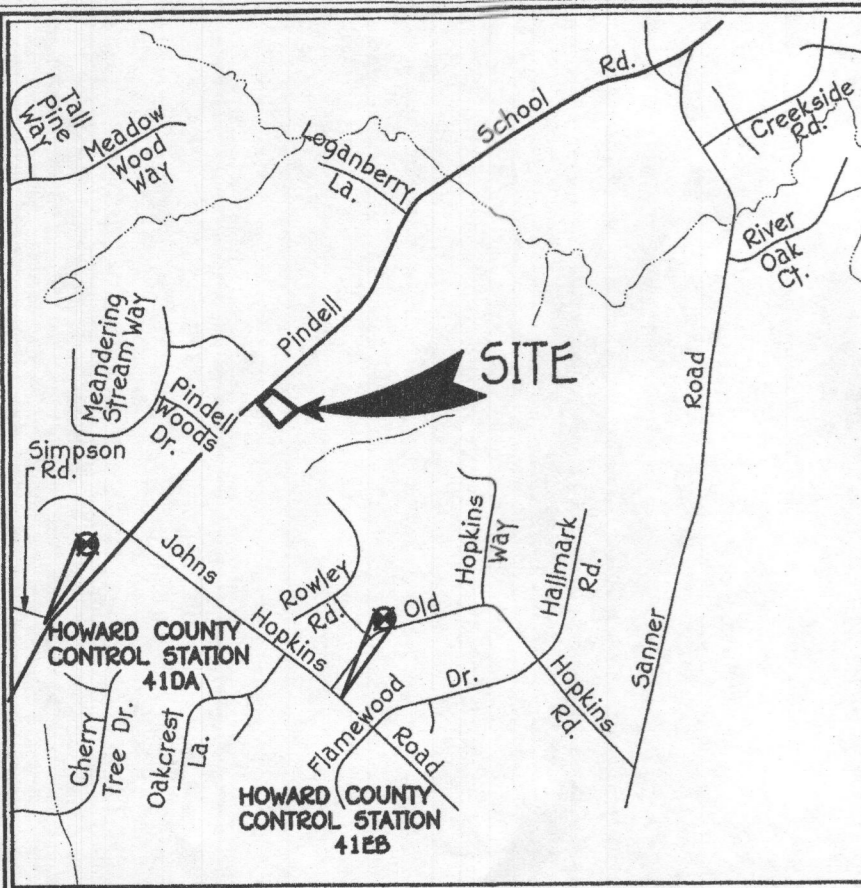 Tall
Pine
Way
Meadow
Wood
Way
Loganberry
La.
School
Rd.
Creekside
Rd.
River
Oak
Ct.
Meandering
Stream Way
Pindell
Pindell
Woods
Dr.
SITE
Road
Simpson
Rd.
Johns
Hopkins
Road
Rowley
Rd.
Old
Hopkins
Rd.
Hopkins
Way
Hallmark
Rd.
Sanner
HOWARD COUNTY
CONTROL STATION
41DA
Cherry
Tree Dr.
Oakcrest
La.
Flamewood
Dr.
HOWARD COUNTY
CONTROL STATION
41EB